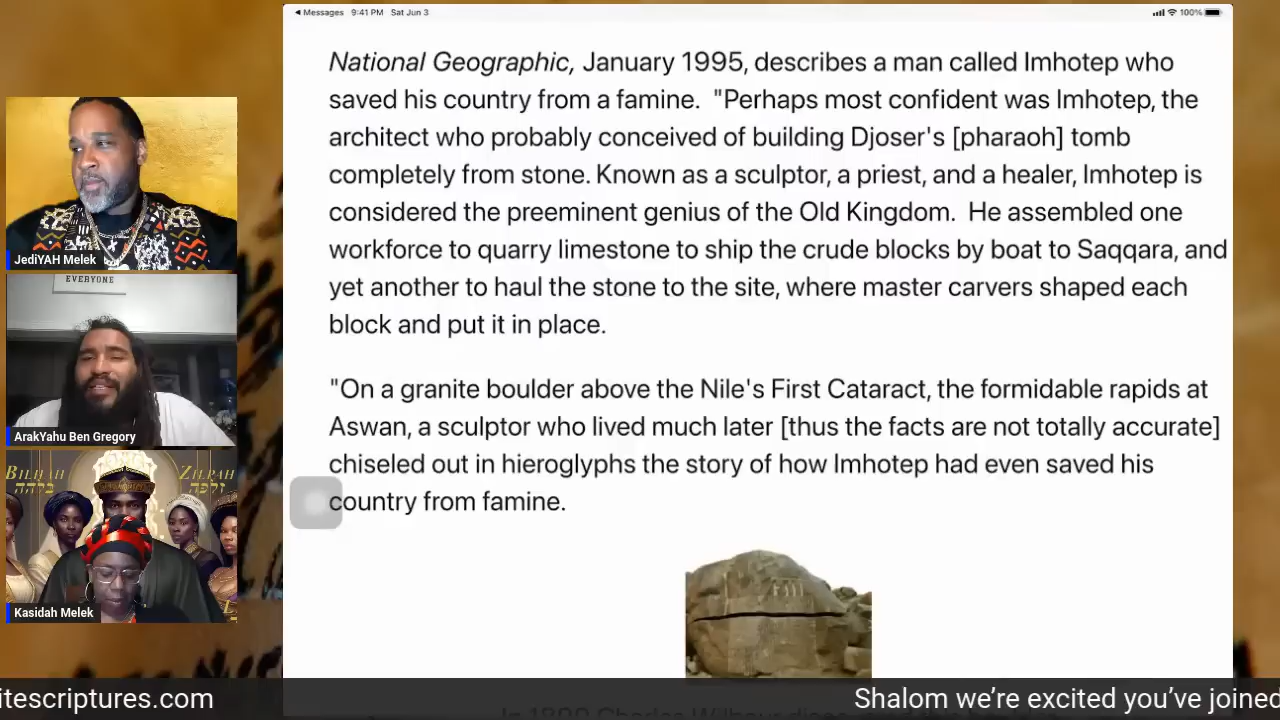 Messages 9:41 PM Sat Jun 3
100%
National Geographic, January 1995, describes a man called Imhotep who
saved his country from a famine. "Perhaps most confident was Imhotep, the
architect who probably conceived of building Djoser's [pharaoh] tomb
completely from stone. Known as a sculptor, a priest, and a healer, Imhotep is
considered the preeminent genius of the Old Kingdom. He assembled one
workforce to quarry limestone to ship the crude blocks by boat to Saqqara, and
yet another to haul the stone to the site, where master carvers shaped each
block and put it in place.
"On a granite boulder above the Nile's First Cataract, the formidable rapids at
Aswan, a sculptor who lived much later [thus the facts are not totally accurate]
chiseled out in hieroglyphs the story of how Imhotep had even saved his
country from famine.
JediYAH Melek
EVERYONE
ArakYahu Ben Gregory
BILHAH ZILPAH
בלהה זלפה
Kasidah Melek
itescriptures.com
Shalom we're excited you've joined